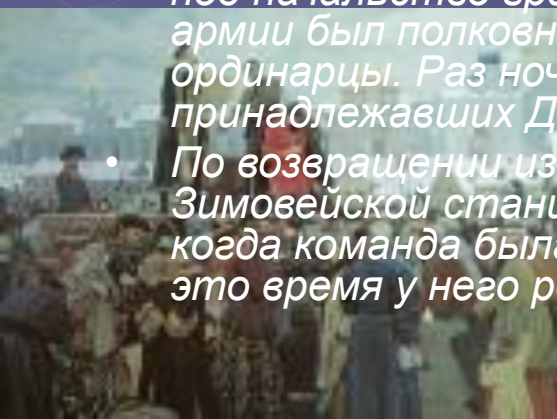 армии был полковн
ординарцы. Раз ноч
принадлежавших Д
• По возвращении из
Зимовейской стани
когда команда была
это время у него р